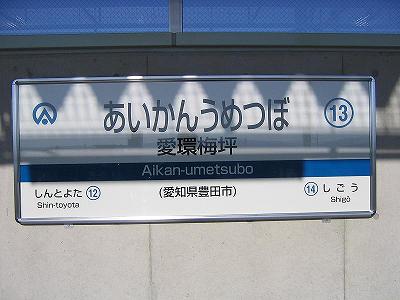 あいかんうめつぼ 13
愛環梅坪
Aikan-umetsubo
しんとよた 12 (愛知県豊田市) 14 しごう
Shin-toyota Shigō